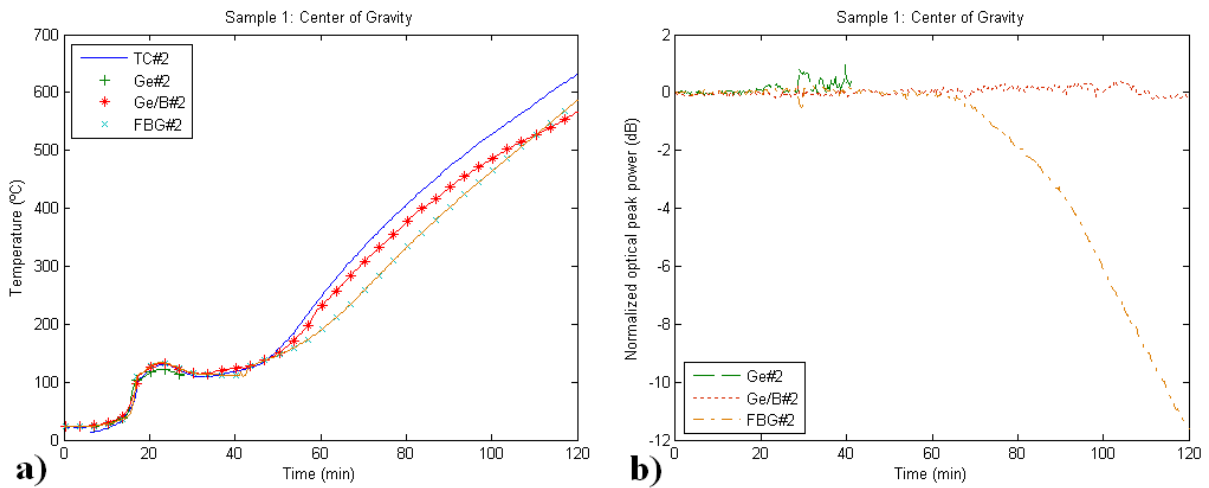 Sample 1: Center of Gravity
700
600
500
400
300
200
100
0
Temperature (ºC)
TC#2
Ge#2
Ge/B#2
FBG#2
0 20 40 60 80 100 120
Time (min)
a)
Sample 1: Center of Gravity
2
0
-2
-4
-6
-8
-10
-12
Normalized optical peak power (dB)
Ge#2
Ge/B#2
FBG#2
0 20 40 60 80 100 120
Time (min)
b)